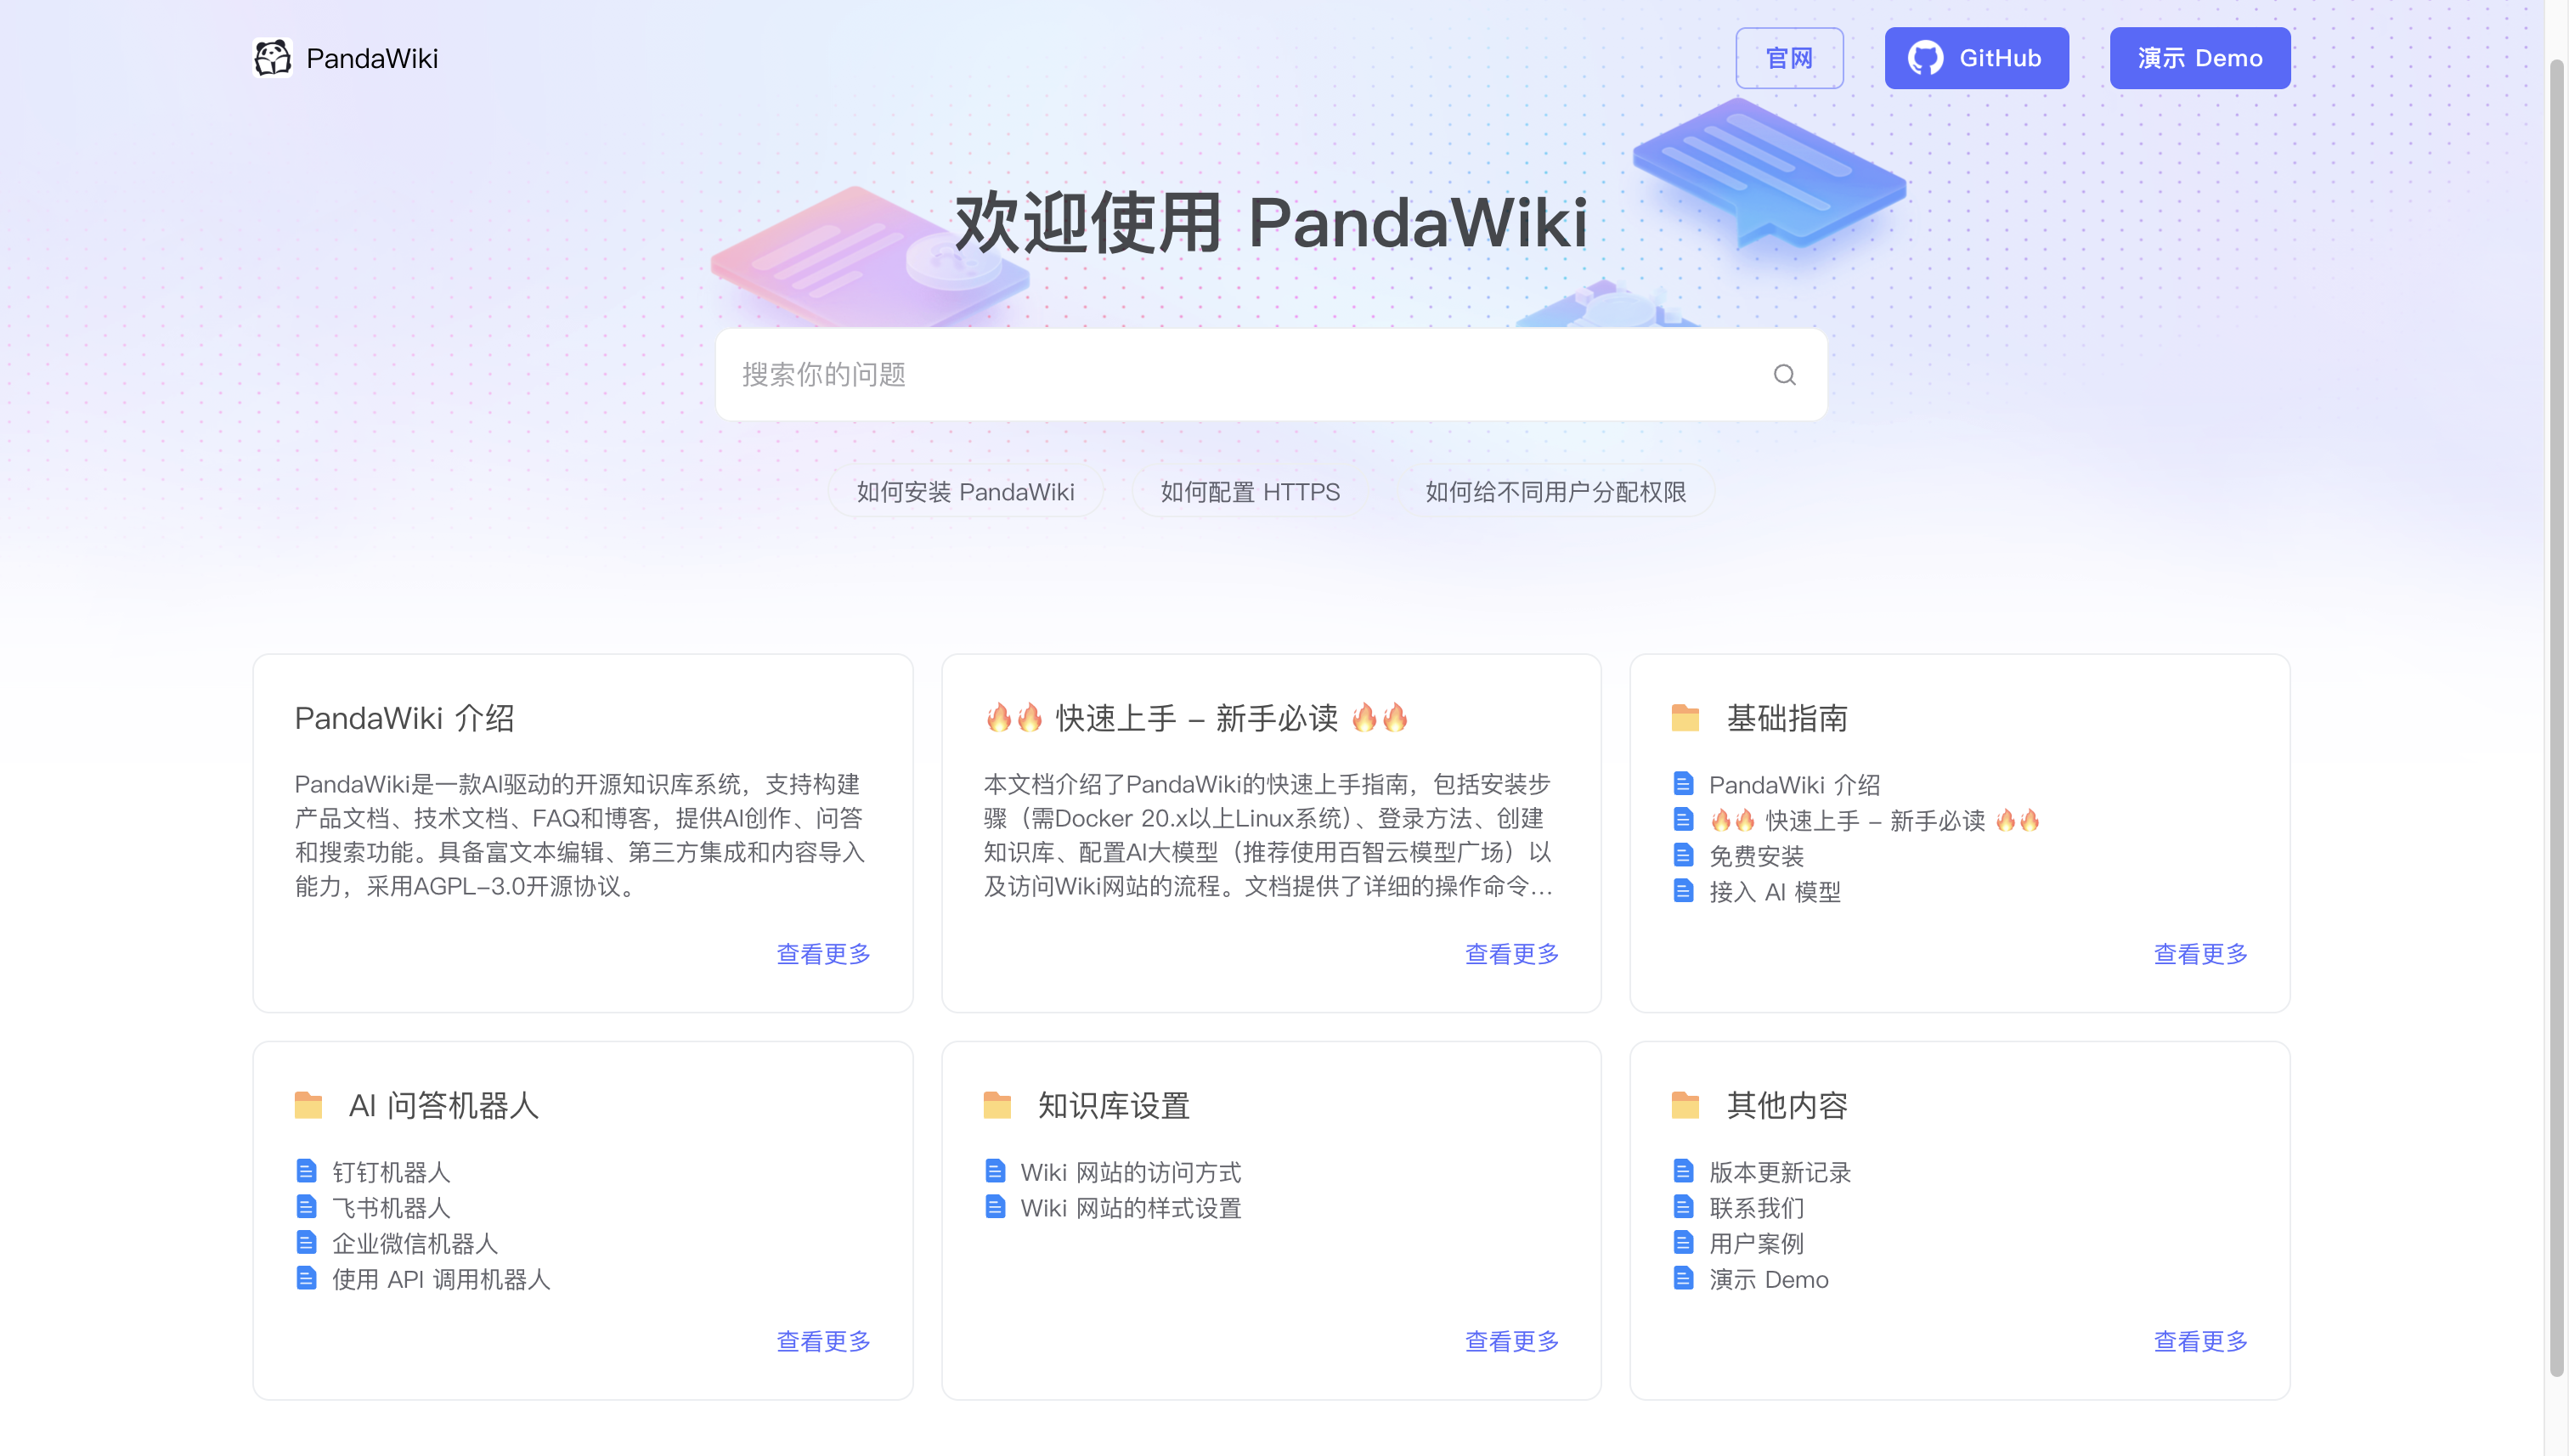 PandaWiki
官网
GitHub
演示 Demo
欢迎使用 PandaWiki
搜索你的问题
如何安装 PandaWiki
如何配置 HTTPS
如何给不同用户分配权限
PandaWiki 介绍
PandaWiki是一款AI驱动的开源知识库系统，支持构建
产品文档、技术文档、FAQ和博客，提供AI创作、问答
和搜索功能。具备富文本编辑、第三方集成和内容导入
能力，采用AGPL-3.0开源协议。
查看更多
🔥🔥 快速上手 – 新手必读 🔥🔥
本文档介绍了PandaWiki的快速上手指南，包括安装步
骤（需Docker 20.x以上Linux系统）、登录方法、创建
知识库、配置AI大模型（推荐使用百智云模型广场）以
及访问Wiki网站的流程。文档提供了详细的操作命令...
查看更多
基础指南
PandaWiki 介绍
🔥🔥 快速上手 – 新手必读 🔥🔥
免费安装
接入 AI 模型
查看更多
AI 问答机器人
钉钉机器人
飞书机器人
企业微信机器人
使用 API 调用机器人
查看更多
知识库设置
Wiki 网站的访问方式
Wiki 网站的样式设置
查看更多
其他内容
版本更新记录
联系我们
用户案例
演示 Demo
查看更多